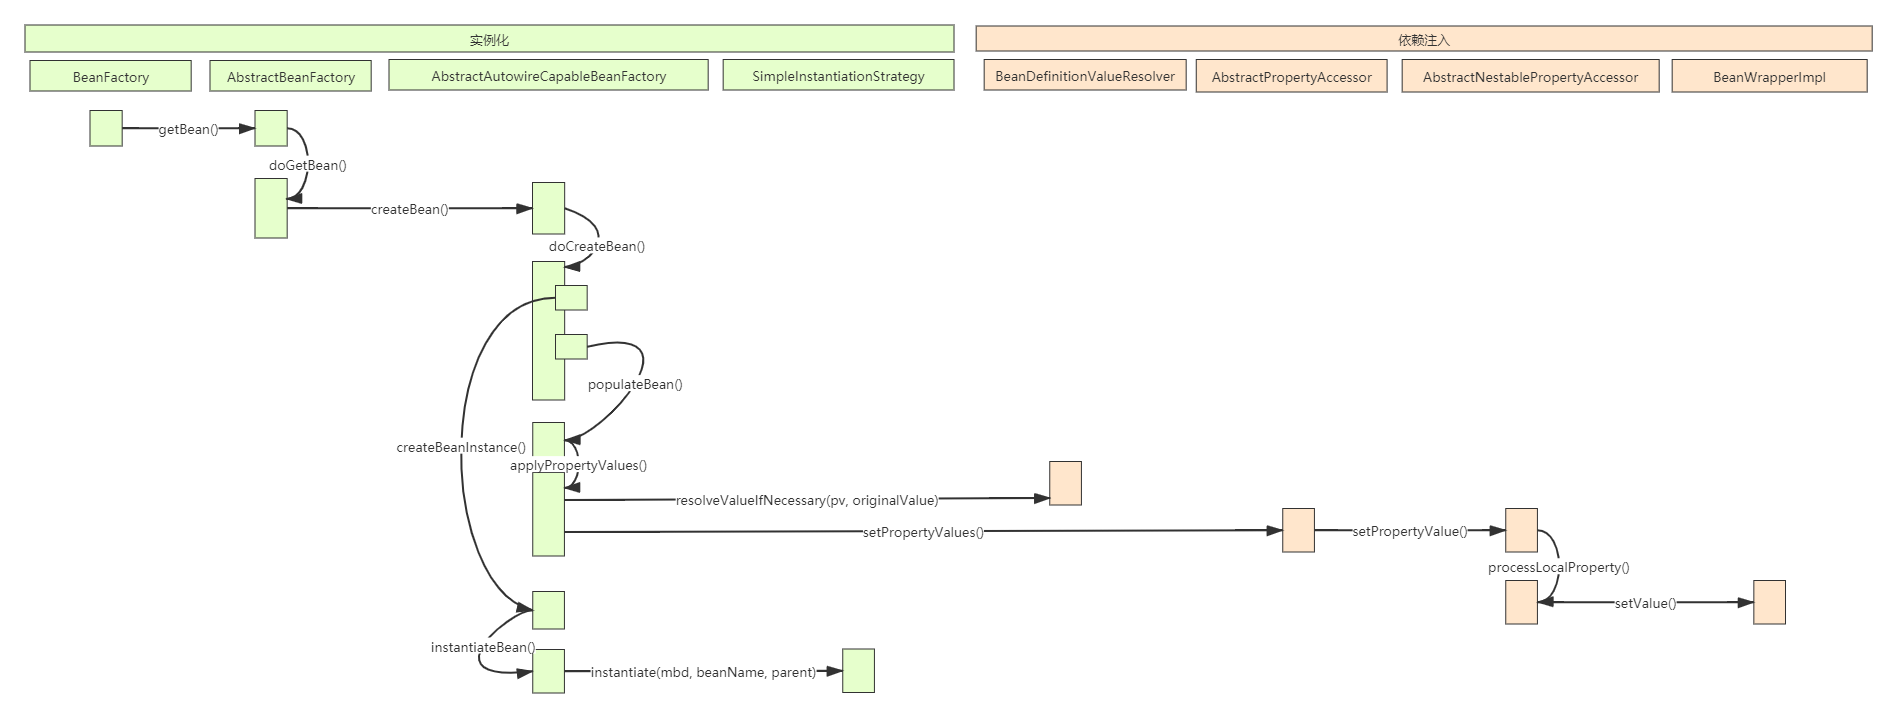 实例化
依赖注入
BeanFactory
AbstractBeanFactory
AbstractAutowireCapableBeanFactory
SimpleInstantiationStrategy
BeanDefinitionValueResolver
AbstractPropertyAccessor
AbstractNestablePropertyAccessor
BeanWrapperImpl
getBean()
doGetBean()
createBean()
doCreateBean()
populateBean()
createBeanInstance()
applyPropertyValues()
resolveValueIfNecessary(pv, originalValue)
setPropertyValues()
setPropertyValue()
processLocalProperty()
setValue()
instantiateBean()
instantiate(mbd, beanName, parent)